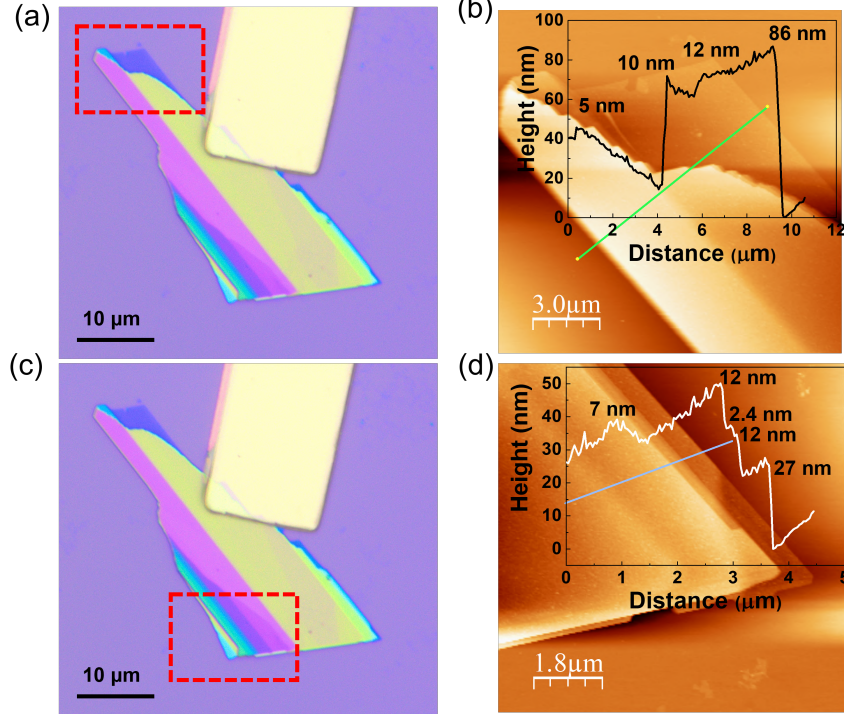 (a)
10 μm
(b)
100
80
60
40
20
0
Height (nm)
5 nm
10 nm
12 nm
86 nm
0 2 4 6 8 10 12
Distance (μm)
3.0μm
(c)
10 μm
(d)
50
40
30
20
10
0
Height (nm)
7 nm
12 nm
2.4 nm
12 nm
27 nm
0 1 2 3 4 5
Distance (μm)
1.8μm